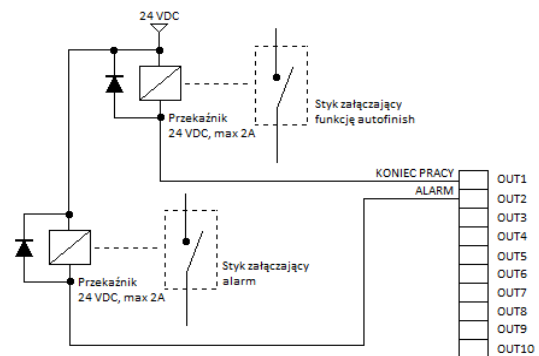 24 VDC
Styk załączający
funkcję autofinish
Przekaźnik
24 VDC, max 2A
KONIEC PRACY
OUT1
ALARM
OUT2
OUT3
OUT4
OUT5
OUT6
OUT7
OUT8
OUT9
OUT10
Styk załączający
alarm
Przekaźnik
24 VDC, max 2A